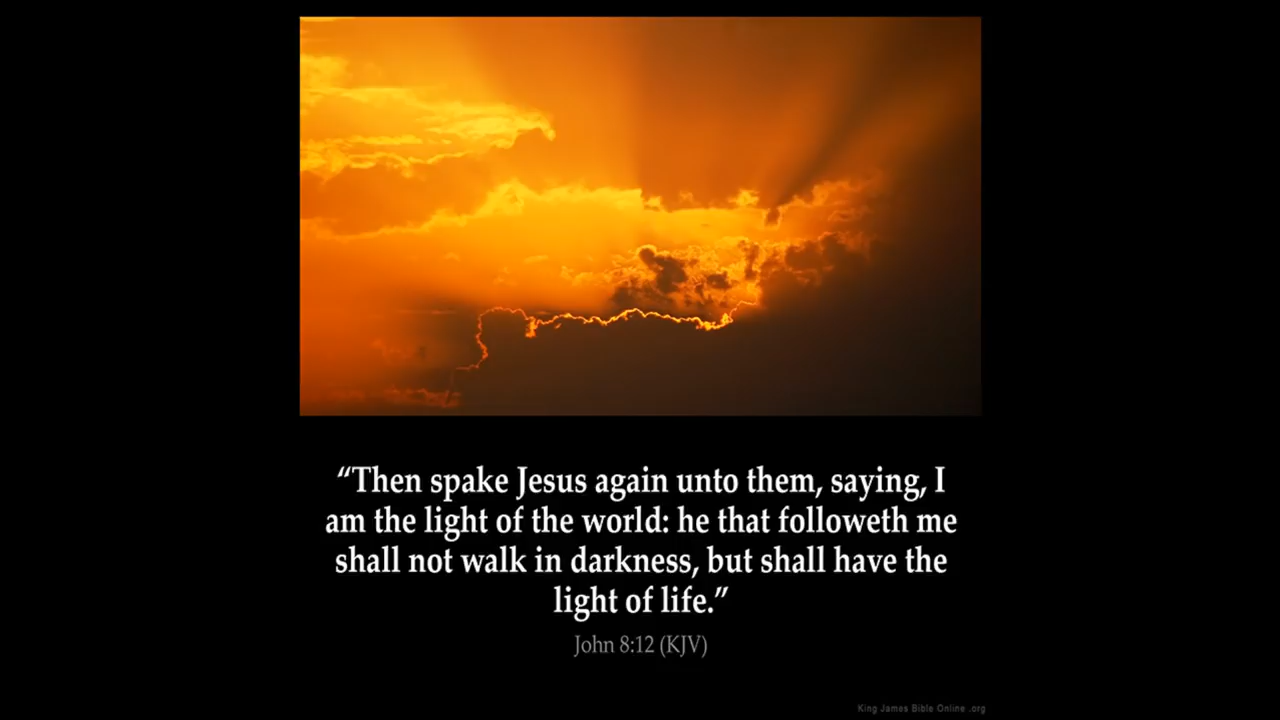 “Then spake Jesus again unto them, saying, I
am the light of the world: he that followeth me
shall not walk in darkness, but shall have the
light of life.”
John 8:12 (KJV)
King James Bible Online .org